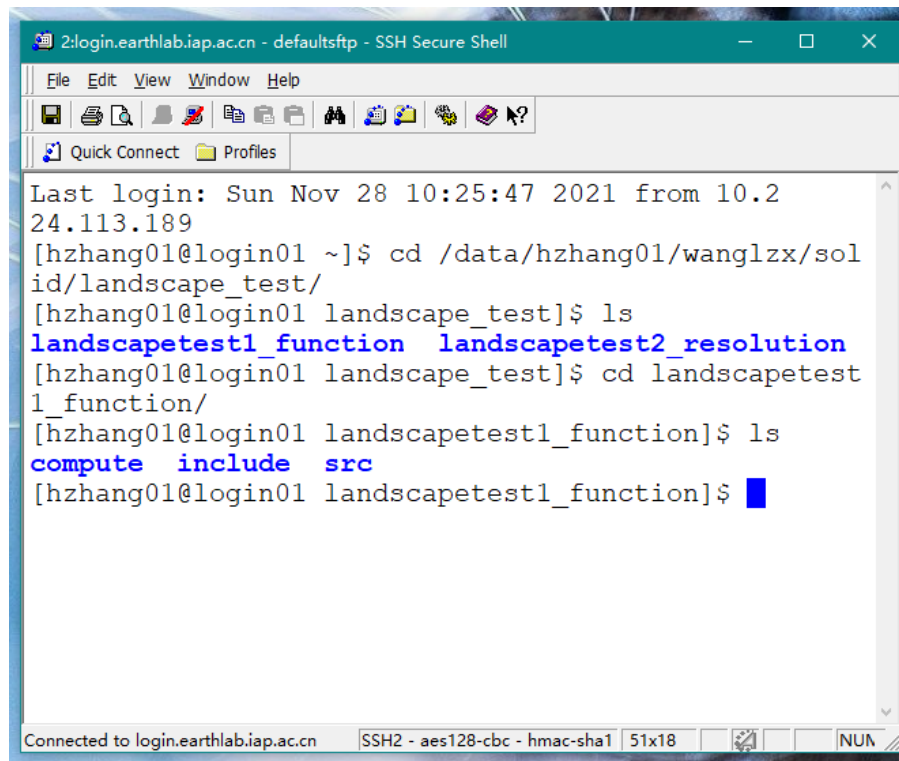 2:login.earthlab.iap.ac.cn - defaultsftp - SSH Secure Shell
File Edit View Window Help
Quick Connect Profiles
Last login: Sun Nov 28 10:25:47 2021 from 10.2
24.113.189
[hzhang01@login01 ~]$ cd /data/hzhang01/wanglzx/sol
id/landscape_test/
[hzhang01@login01 landscape_test]$ ls
landscapetest1_function landscapetest2_resolution
[hzhang01@login01 landscape_test]$ cd landscapetest
1_function/
[hzhang01@login01 landscapetest1_function]$ ls
compute include src
[hzhang01@login01 landscapetest1_function]$
Connected to login.earthlab.iap.ac.cn SSH2 - aes128-cbc - hmac-sha1 51x18 NUM